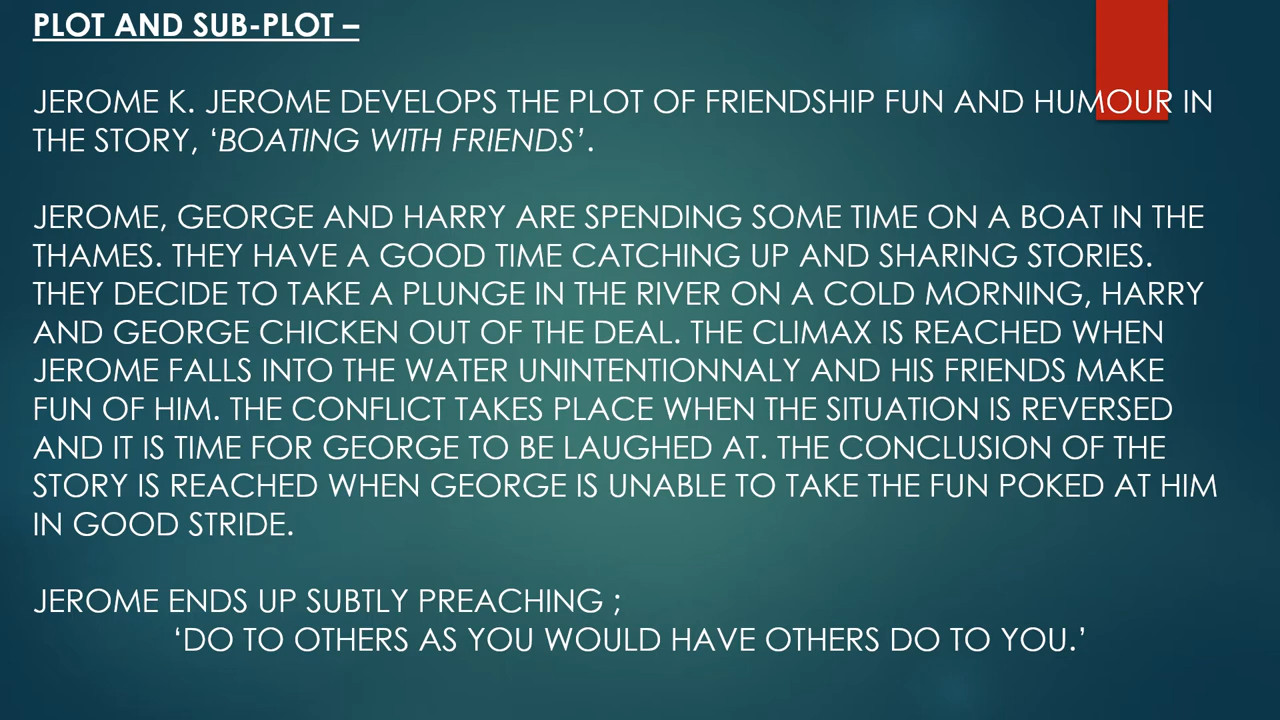 PLOT AND SUB-PLOT –
JEROME K. JEROME DEVELOPS THE PLOT OF FRIENDSHIP FUN AND HUMOUR IN
THE STORY, ‘BOATING WITH FRIENDS’.
JEROME, GEORGE AND HARRY ARE SPENDING SOME TIME ON A BOAT IN THE
THAMES. THEY HAVE A GOOD TIME CATCHING UP AND SHARING STORIES.
THEY DECIDE TO TAKE A PLUNGE IN THE RIVER ON A COLD MORNING, HARRY
AND GEORGE CHICKEN OUT OF THE DEAL. THE CLIMAX IS REACHED WHEN
JEROME FALLS INTO THE WATER UNINTENTIONNALY AND HIS FRIENDS MAKE
FUN OF HIM. THE CONFLICT TAKES PLACE WHEN THE SITUATION IS REVERSED
AND IT IS TIME FOR GEORGE TO BE LAUGHED AT. THE CONCLUSION OF THE
STORY IS REACHED WHEN GEORGE IS UNABLE TO TAKE THE FUN POKED AT HIM
IN GOOD STRIDE.
JEROME ENDS UP SUBTLY PREACHING ;
‘DO TO OTHERS AS YOU WOULD HAVE OTHERS DO TO YOU.’